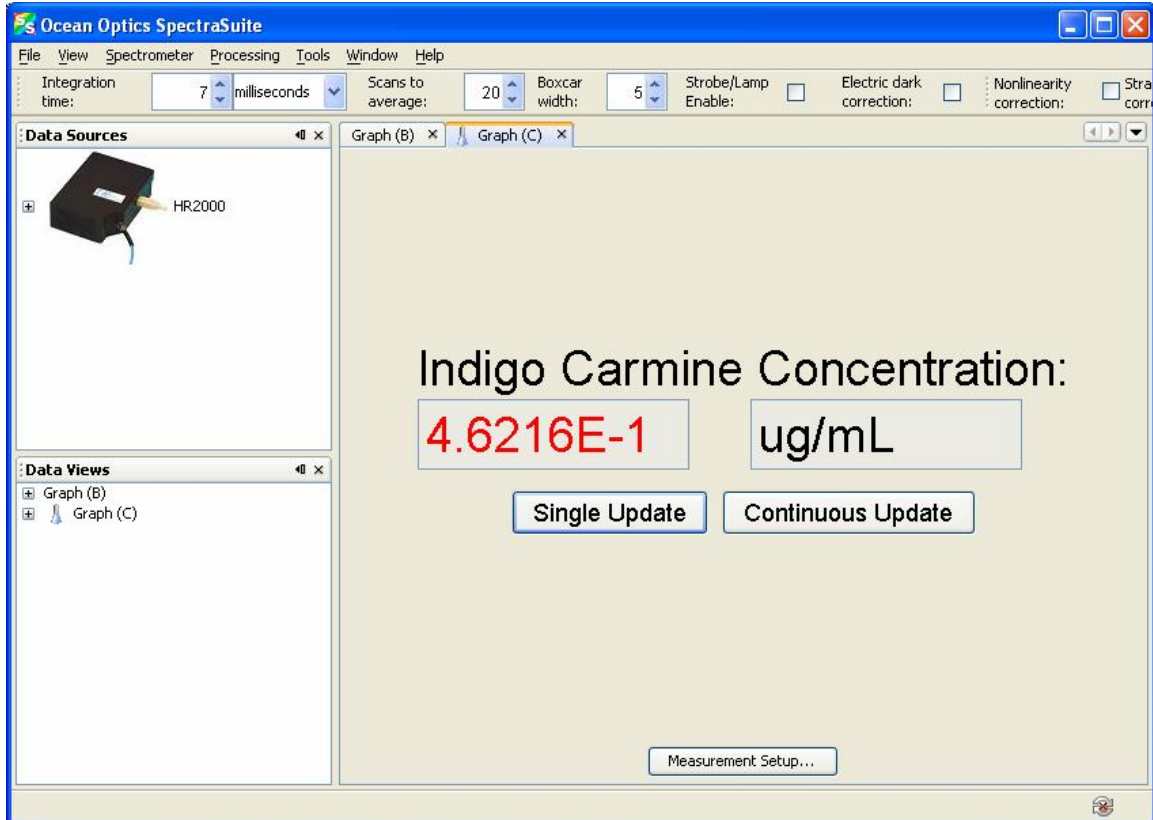 Ocean Optics SpectraSuite
File View Spectrometer Processing Tools Window Help
Integration time: 7 milliseconds Scans to average: 20 Boxcar width: 5 Strobe/Lamp Enable: Electric dark correction: Nonlinearity correction: Stra corr
Data Sources
HR2000
Data Views
Graph (B)
Graph (C)
Graph (B) Graph (C)
Indigo Carmine Concentration:
4.6216E-1 ug/mL
Single Update Continuous Update
Measurement Setup...